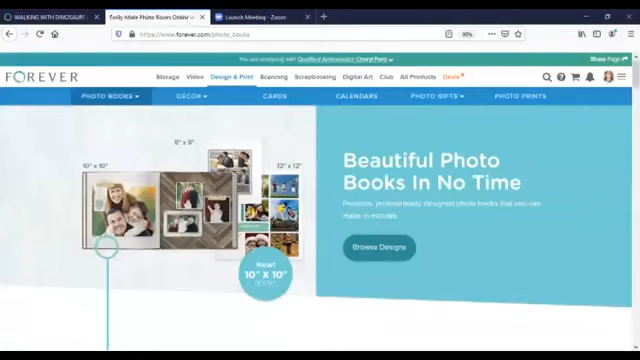 WALKING WITH DINOSAURS
Easily Make Photo Books Online
Launch Meeting - Zoom
https://www.forever.com/photo_books
90%
You are shopping with Qualified Ambassador Cheryl
Share Page
FOREVER
Storage Video Design & Print Scanning Scrapbooking Digital Art Club All Products Deals
PHOTO BOOKS DÉCOR CARDS CALENDARS PHOTO GIFTS PHOTO PRINTS
8" x 8"
10" x 10"
12" x 12"
Beautiful Photo
Books In No Time
Premium, professionally designed photo books that you can
make in minutes.
Browse Designs
New!
10" X 10"
BOOKS